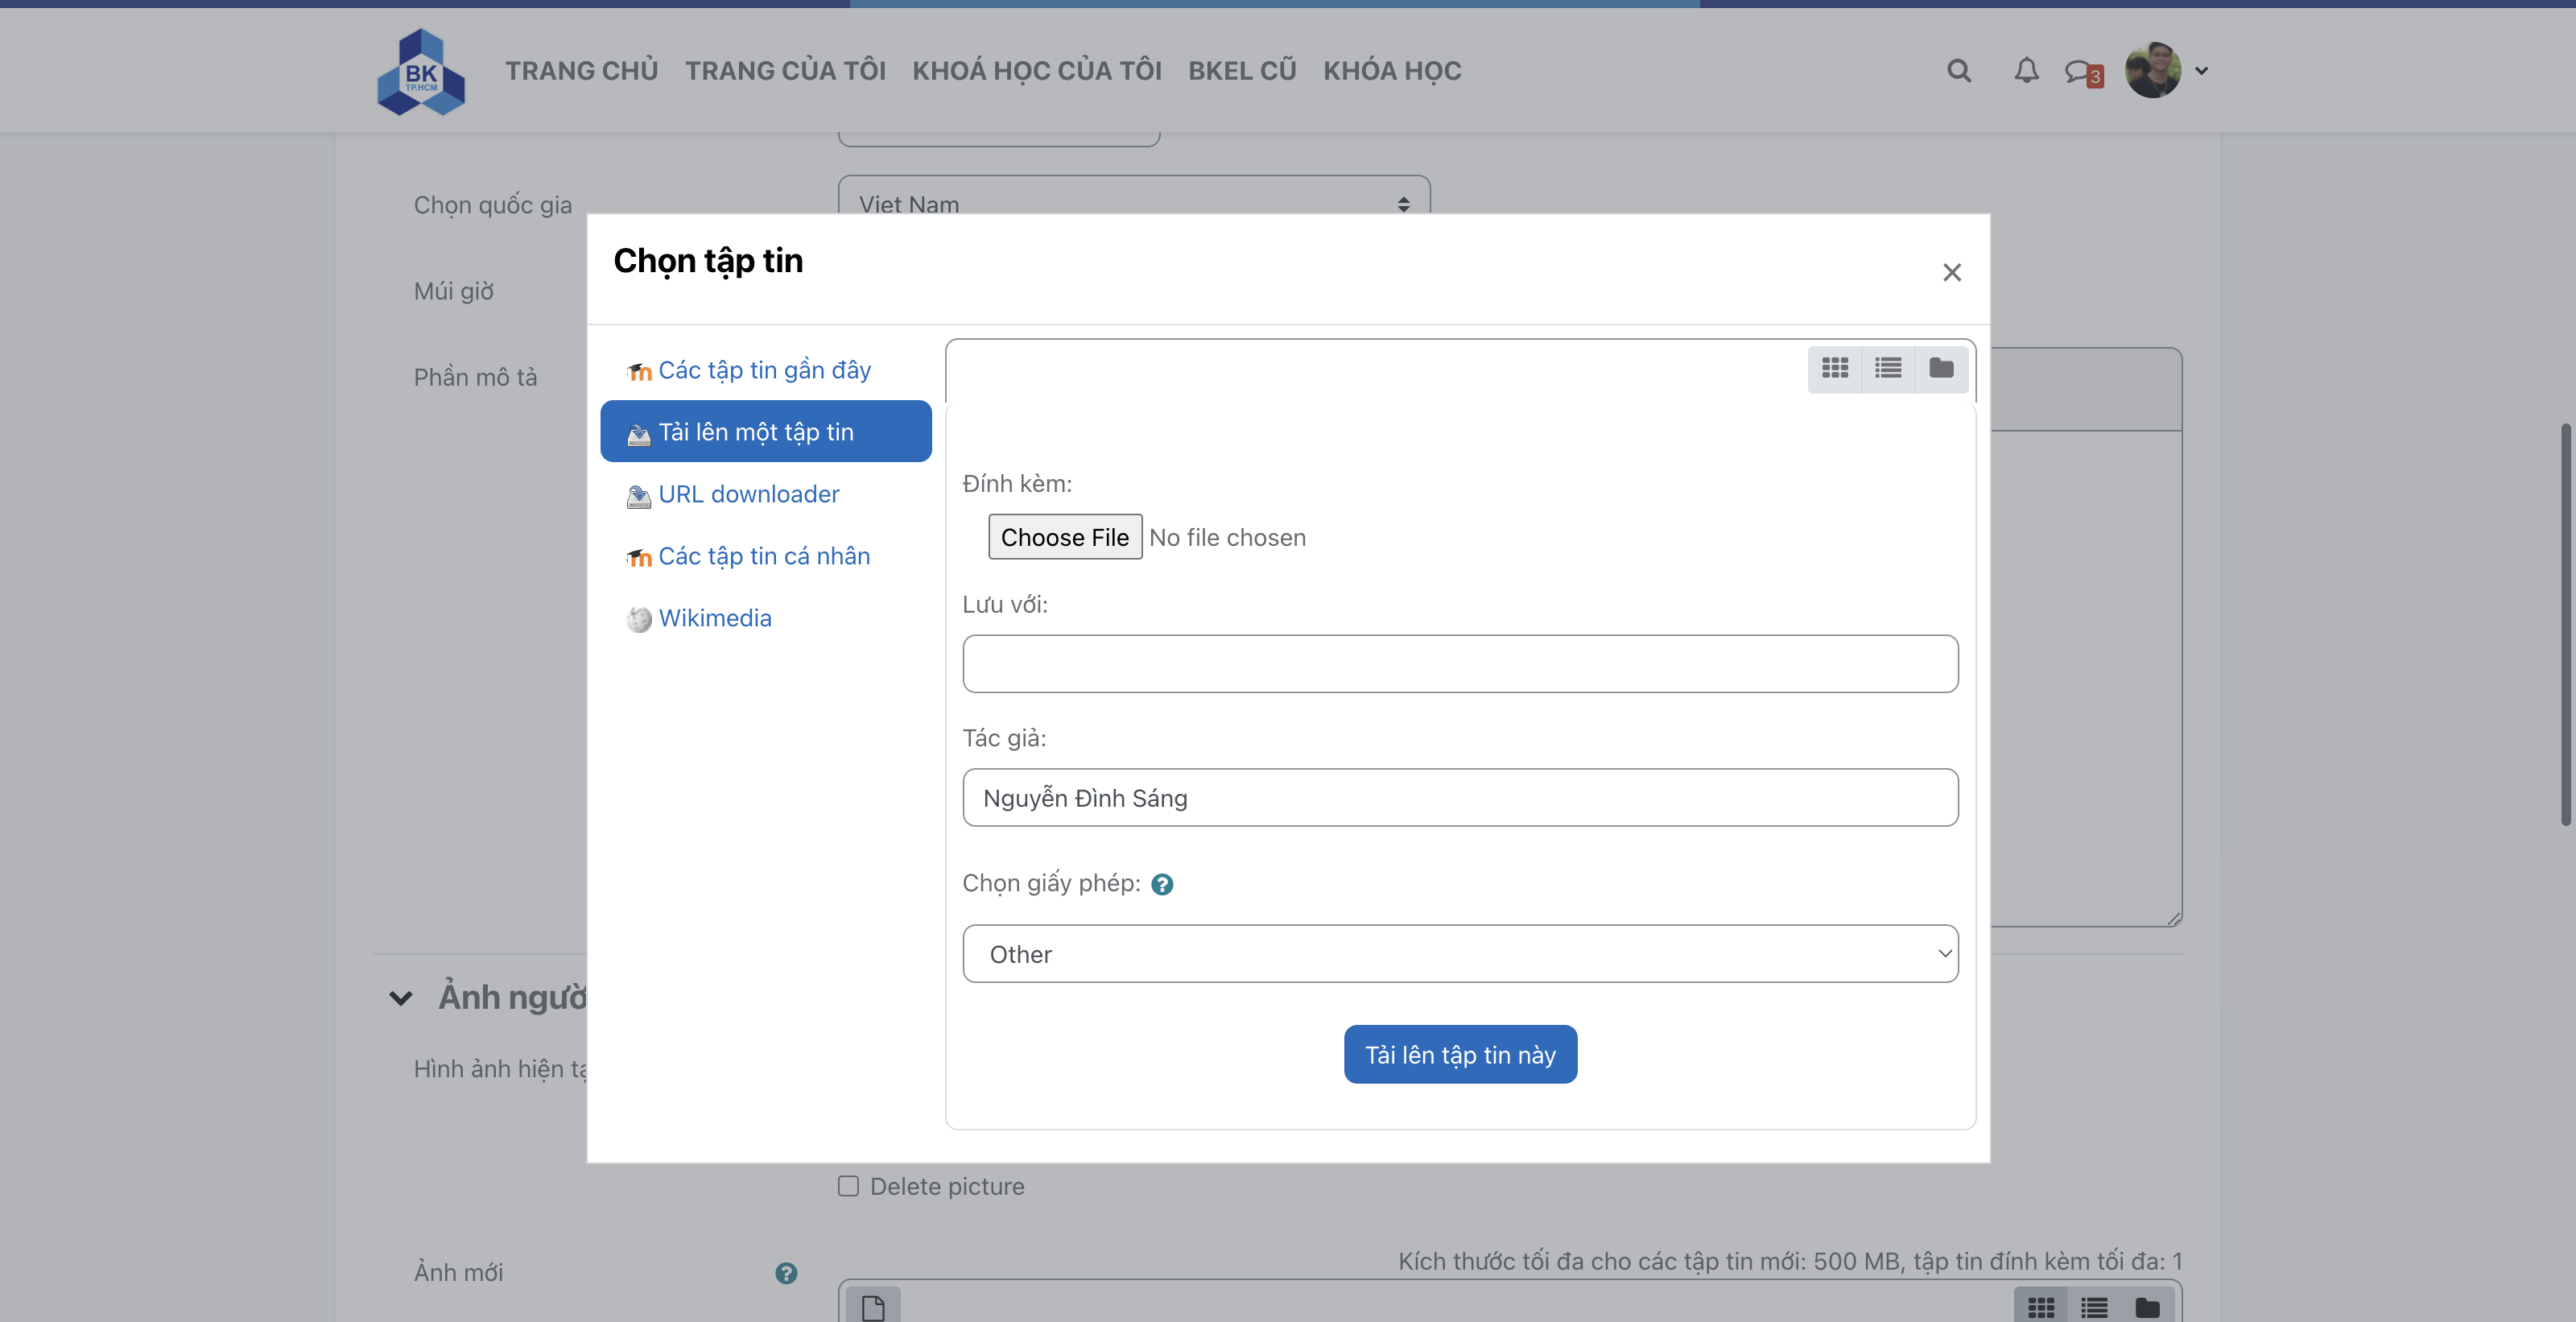 BK
TP.HCM
TRANG CHỦ TRANG CỦA TÔI KHOÁ HỌC CỦA TÔI BKEL CŨ KHÓA HỌC
3
Chọn quốc gia
Viet Nam
Múi giờ
Phần mô tả
Chọn tập tin
Các tập tin gần đây
Tải lên một tập tin
URL downloader
Các tập tin cá nhân
Wikimedia
Đính kèm:
Choose File No file chosen
Lưu với:
Tác giả:
Nguyễn Đình Sáng
Chọn giấy phép:
Other
Tải lên tập tin này
Ảnh ngườ
Hình ảnh hiện tạ
Delete picture
Ảnh mới
Kích thước tối đa cho các tập tin mới: 500 MB, tập tin đính kèm tối đa: 1